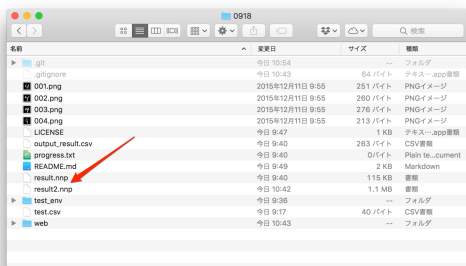 0918
検索
名前 変更日 サイズ 種類
.git 今日 10:54 -- フォルダ
.gitignore 今日 10:43 64 バイト テキス….app書類
001.png 2015年12月11日 9:55 251 バイト PNGイメージ
002.png 2015年12月11日 9:55 260 バイト PNGイメージ
003.png 2015年12月11日 9:55 276 バイト PNGイメージ
004.png 2015年12月11日 9:55 213 バイト PNGイメージ
LICENSE 今日 9:47 1 KB テキス….app書類
output_result.csv 今日 9:40 263 バイト CSV書類
progress.txt 今日 9:40 0バイト Plain te...cument
README.md 今日 9:49 2 KB Markdown
result.nnp 今日 9:40 115 KB 書類
result2.nnp 今日 10:42 1.1 MB 書類
test_env 今日 9:36 -- フォルダ
test.csv 今日 9:17 40 バイト CSV書類
web 今日 10:43 -- フォルダ